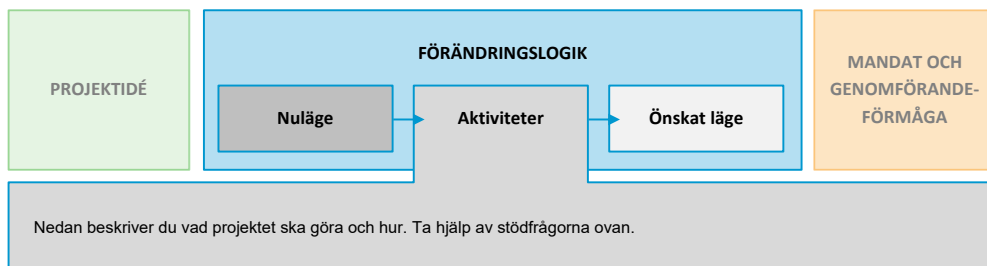 PROJEKTIDÉ
FÖRÄNDRINGSLOGIK
Nuläge
Aktiviteter
Önskat läge
MANDAT OCH
GENOMFÖRANDE-
FÖRMÅGA
Nedan beskriver du vad projektet ska göra och hur. Ta hjälp av stödfrågorna ovan.